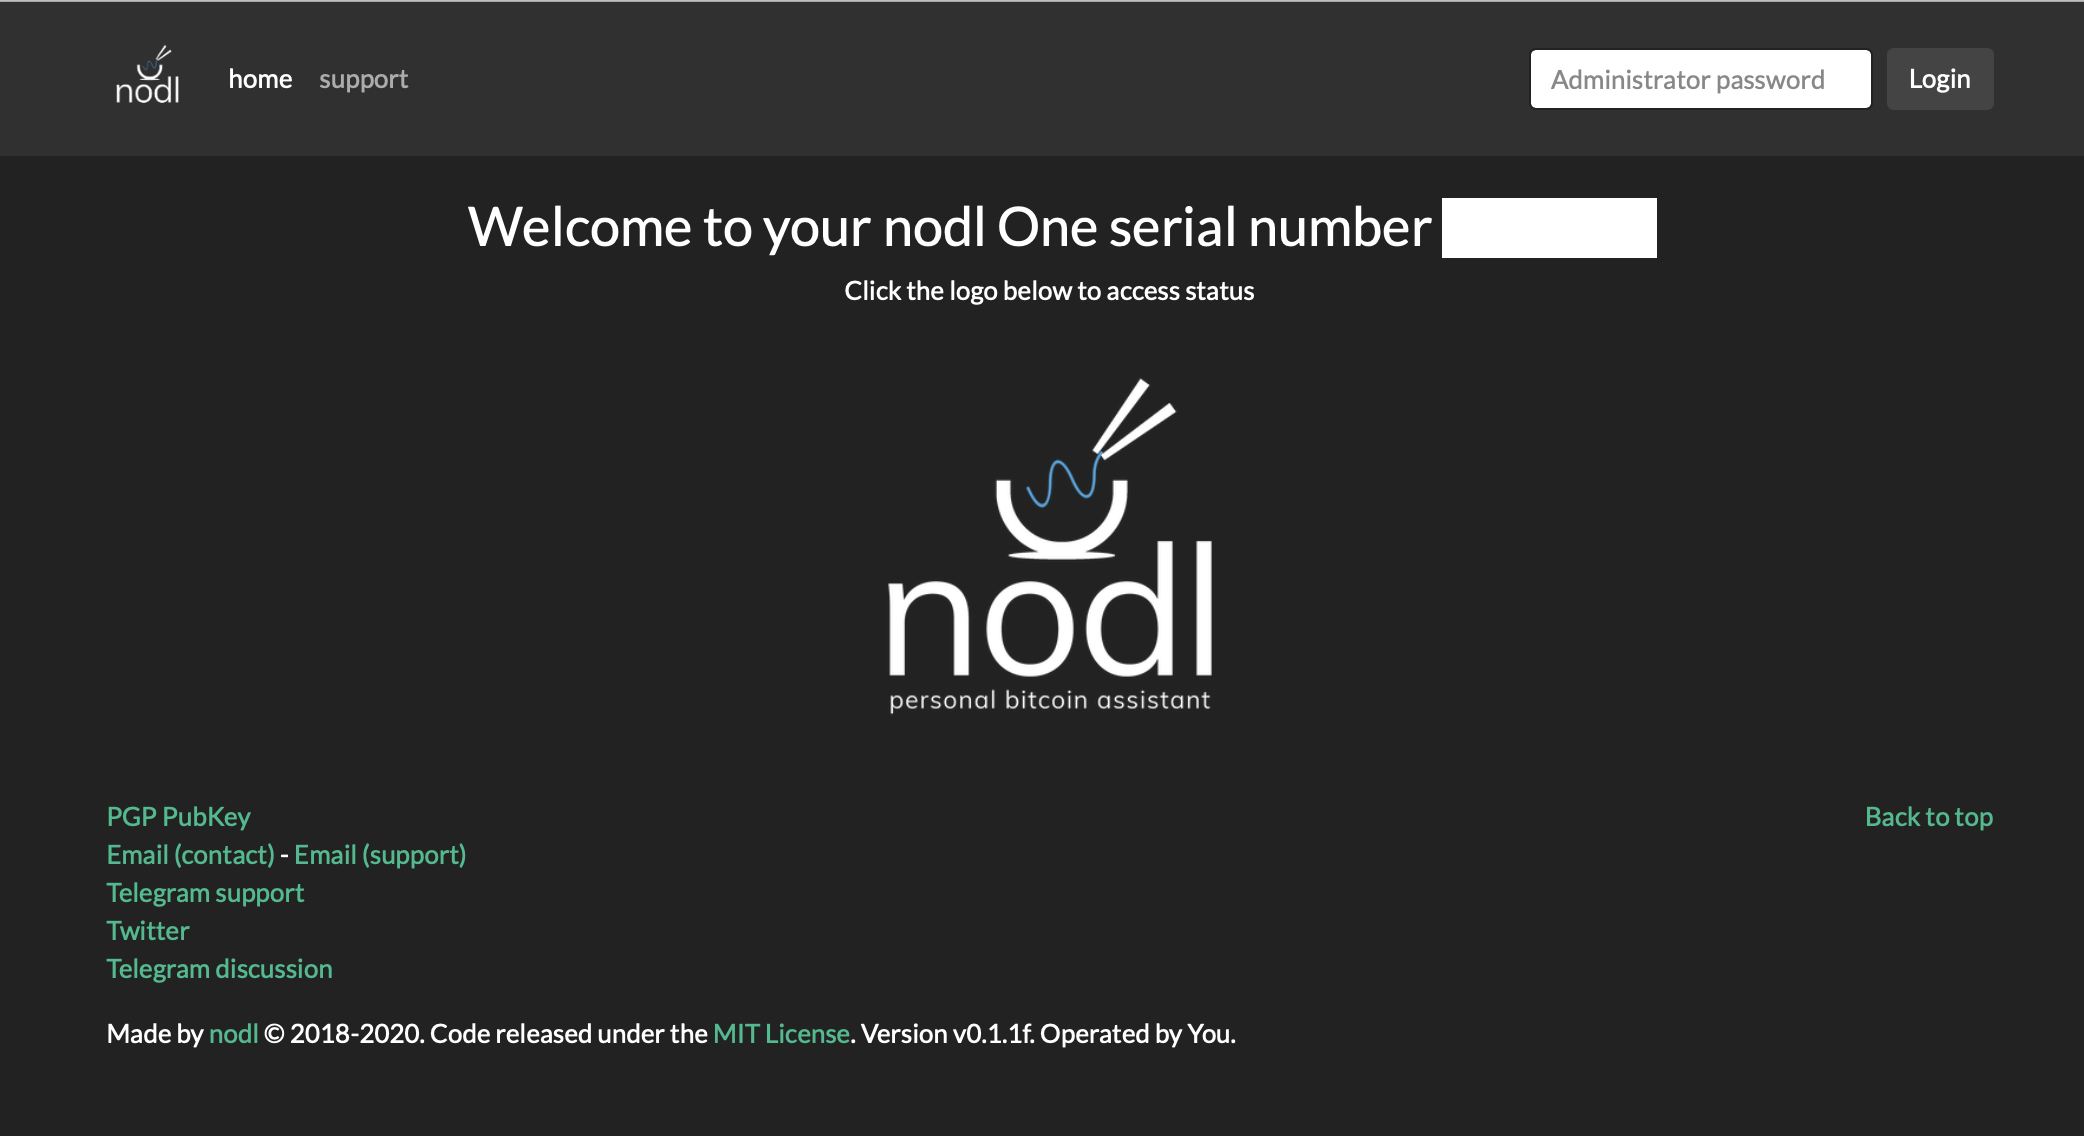 nodl home support Administrator password Login
Welcome to your nodl One serial number
Click the logo below to access status
nodl
personal bitcoin assistant
PGP PubKey Back to top
Email (contact) - Email (support)
Telegram support
Twitter
Telegram discussion
Made by nodl © 2018-2020. Code released under the MIT License. Version v0.1.1f. Operated by You.